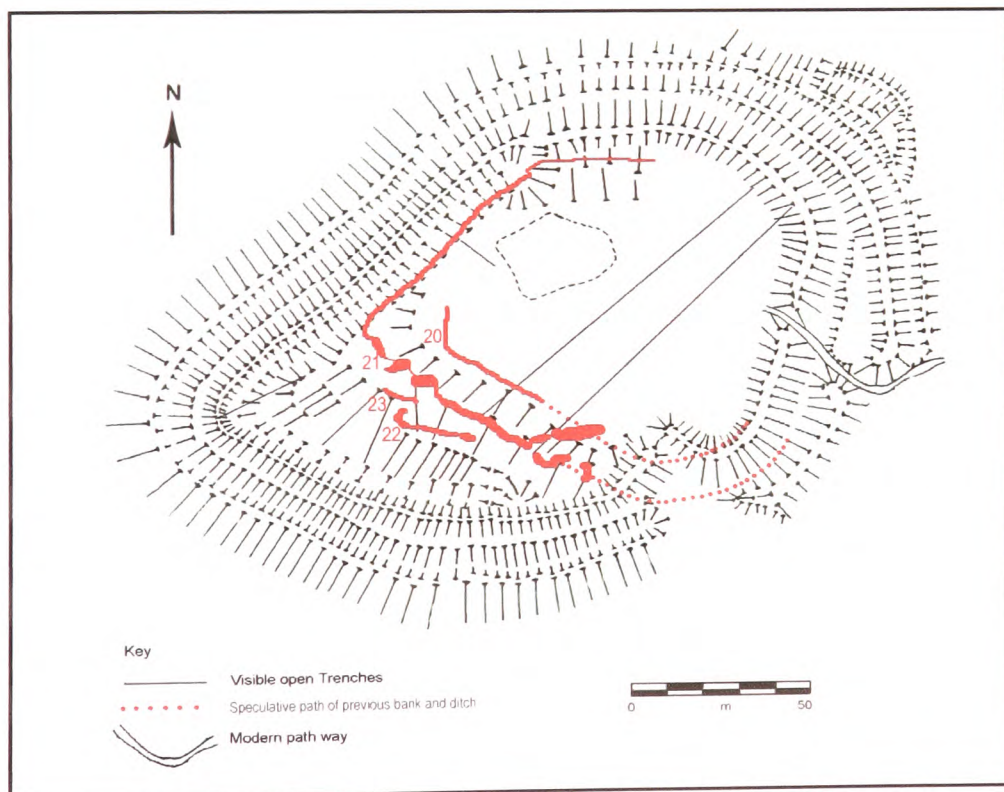 N
20
21
23
22
Key
Visible open Trenches
Speculative path of previous bank and ditch
Modern path way
0 m 50